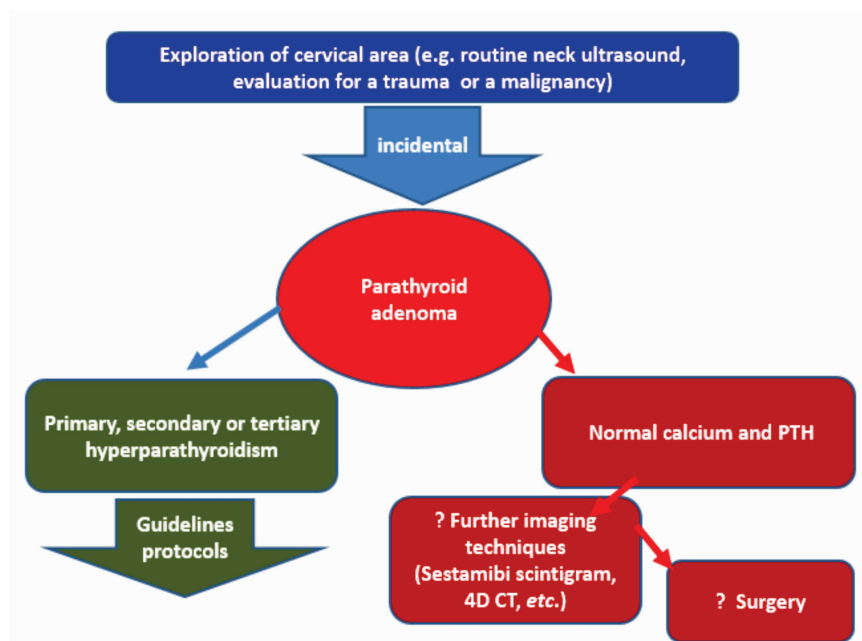 Exploration of cervical area (e.g. routine neck ultrasound,
evaluation for a trauma or a malignancy)
incidental
Parathyroid
adenoma
Primary, secondary or tertiary
hyperparathyroidism
Normal calcium and PTH
Guidelines
protocols
? Further imaging
techniques
(Sestamibi scintigram,
4D CT, etc.)
? Surgery